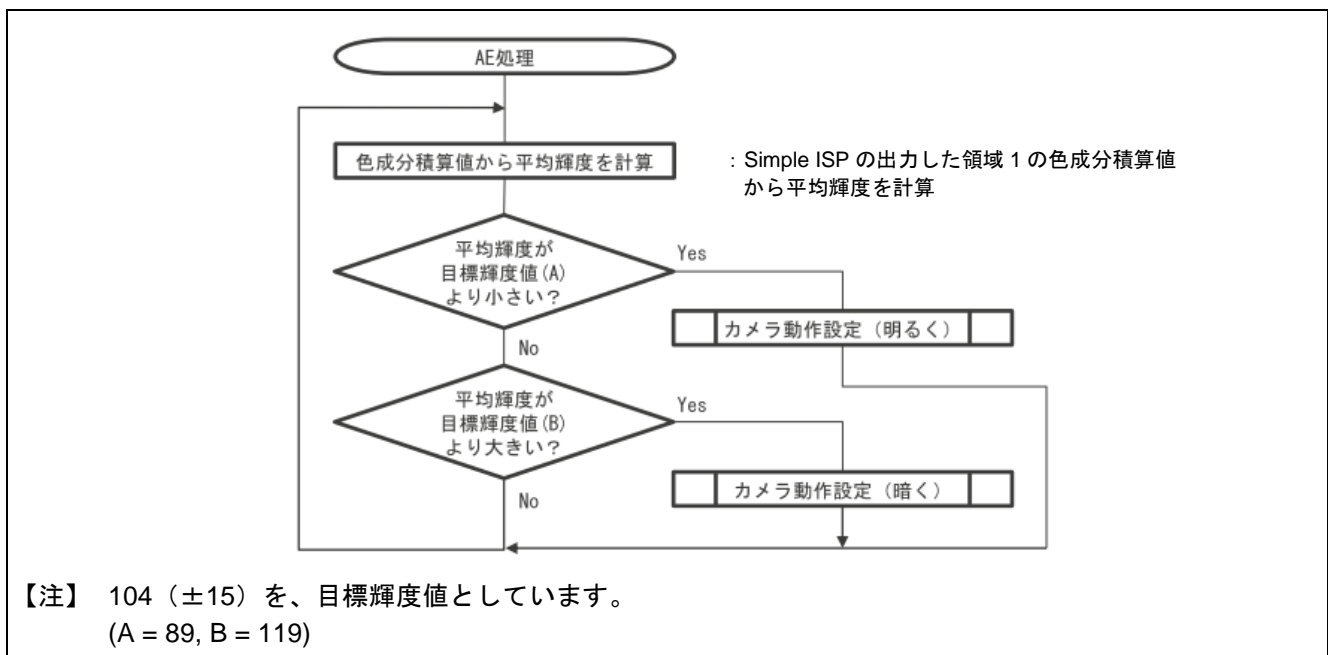 AE処理
色成分積算値から平均輝度を計算
：Simple ISP の出力した領域 1 の色成分積算値
から平均輝度を計算
平均輝度が
目標輝度値(A)
より小さい？
Yes
カメラ動作設定（明るく）
No
平均輝度が
目標輝度値(B)
より大きい？
Yes
カメラ動作設定（暗く）
No
【注】 104（±15）を、目標輝度値としています。
(A = 89, B = 119)